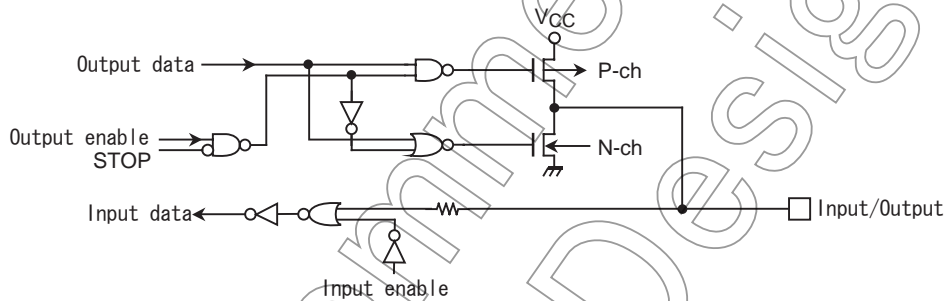 VCC
Output data
P-ch
Output enable
STOP
N-ch
Input data
Input/Output
Input enable